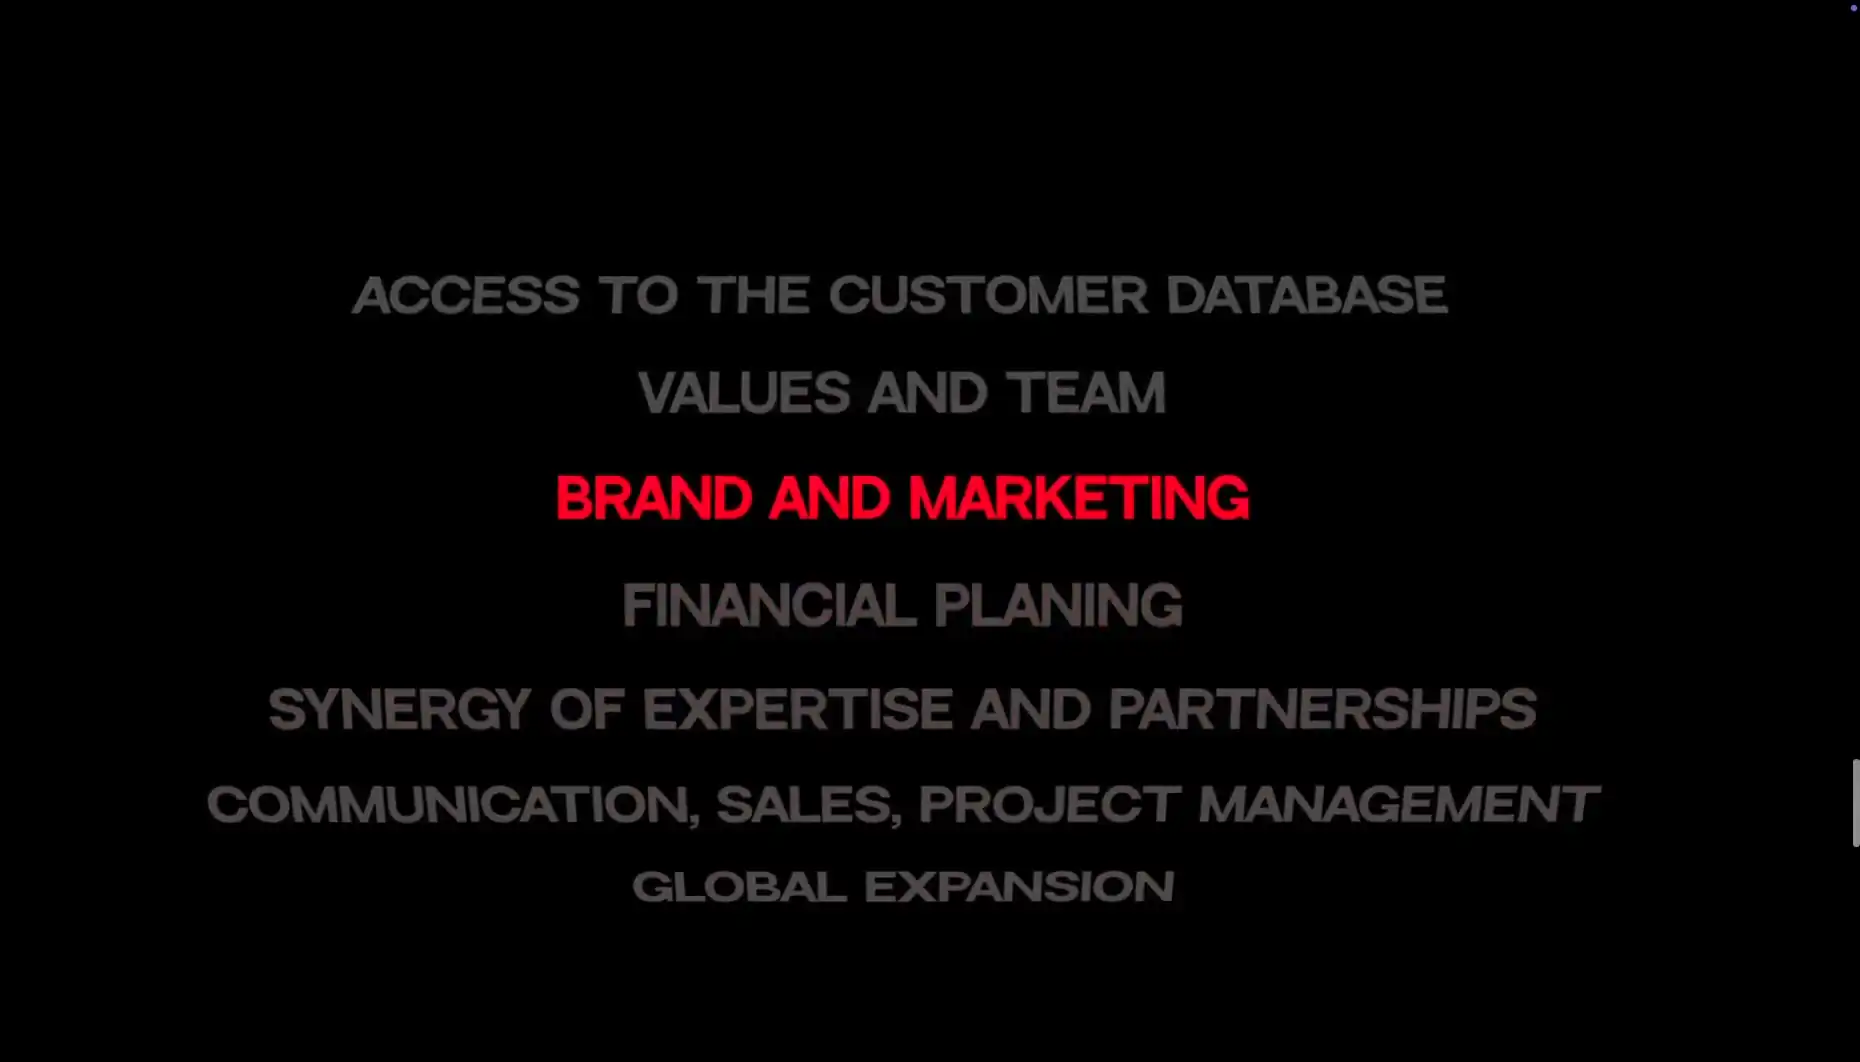 ACCESS TO THE CUSTOMER DATABASE
VALUES AND TEAM
BRAND AND MARKETING
FINANCIAL PLANING
SYNERGY OF EXPERTISE AND PARTNERSHIPS
COMMUNICATION, SALES, PROJECT MANAGEMENT
GLOBAL EXPANSION